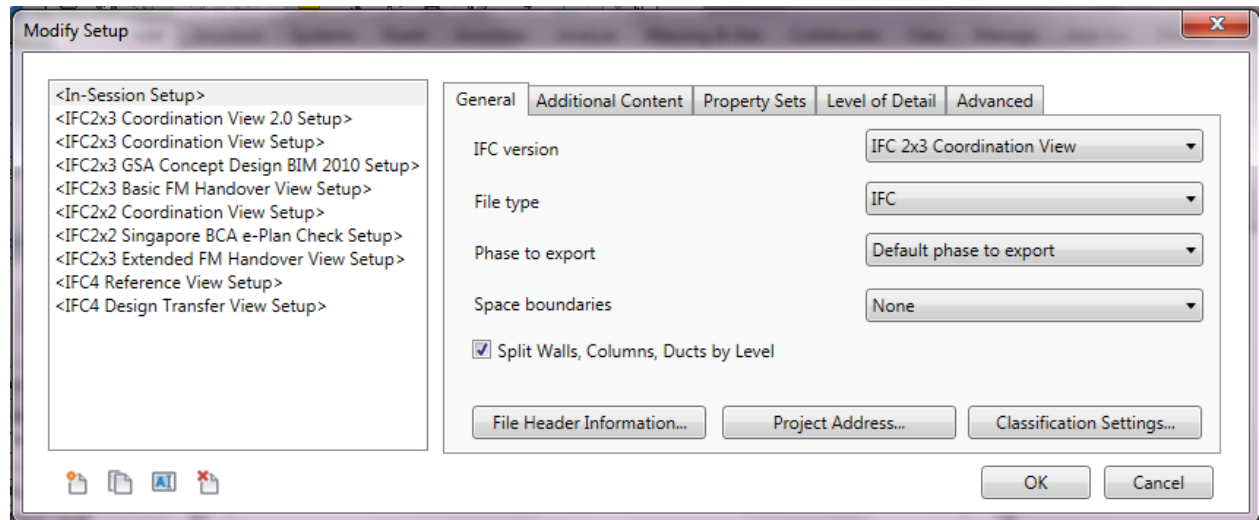 Modify Setup
<In-Session Setup>
<IFC2x3 Coordination View 2.0 Setup>
<IFC2x3 Coordination View Setup>
<IFC2x3 GSA Concept Design BIM 2010 Setup>
<IFC2x3 Basic FM Handover View Setup>
<IFC2x2 Coordination View Setup>
<IFC2x2 Singapore BCA e-Plan Check Setup>
<IFC2x3 Extended FM Handover View Setup>
<IFC4 Reference View Setup>
<IFC4 Design Transfer View Setup>
General Additional Content Property Sets Level of Detail Advanced
IFC version IFC 2x3 Coordination View
File type IFC
Phase to export Default phase to export
Space boundaries None
Split Walls, Columns, Ducts by Level
File Header Information... Project Address... Classification Settings...
OK Cancel